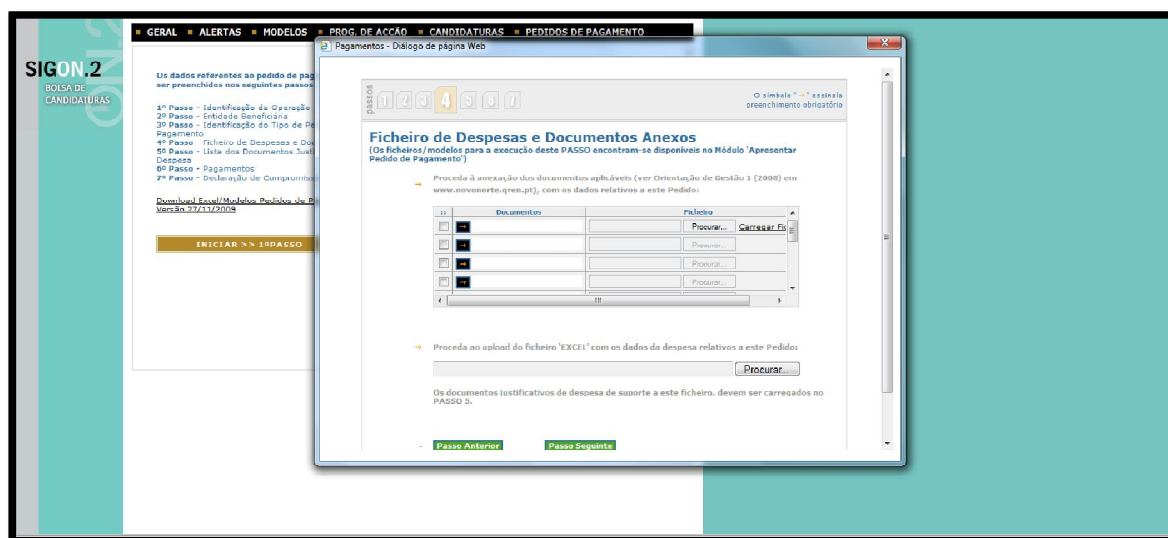 GERAL ALERTAS MODELOS PROG. DE ACÇÃO CANDIDATURAS PEDIDOS DE PAGAMENTO
SIGON.2
BOLSA DE
CANDIDATURAS
Os dados referentes ao pedido de pag
ser preenchidos nos seguintes passos
1º Passo - Identificação da Operação
2º Passo - Entidade Beneficiária
3º Passo - Identificação do Tipo de Pe
Pagamento
4º Passo - Ficheiro de Despesas e Doc
5º Passo - Lista dos Documentos Justi
Despesa
6º Passo - Pagamentos
7º Passo - Declaração de Compromiss
Download Excel/Modelos Pedidos de P
Versão 27/11/2009
INICIAR >> 1ºPASSO
Pagamentos - Diálogo de página Web
passos 1 2 3 4 5 6 7
O símbolo "→" assinala
preenchimento obrigatório
Ficheiro de Despesas e Documentos Anexos
(Os ficheiros/modelos para a execução deste PASSO encontram-se disponíveis no Módulo 'Apresentar
Pedido de Pagamento')
→ Proceda à anexação dos documentos aplicáveis (ver Orientação de Gestão 1 (2008) em
www.novonorte.qren.pt), com os dados relativos a este Pedido:
:: Documentos Ficheiro
→ Procurar... Carregar Fic
→ Procurar...
→ Procurar...
→ Procurar...
→ Proceda ao upload do ficheiro 'EXCEL' com os dados da despesa relativos a este Pedido:
Procurar...
Os documentos justificativos de despesa de suporte a este ficheiro, devem ser carregados no
PASSO 5.
Passo Anterior Passo Seguinte